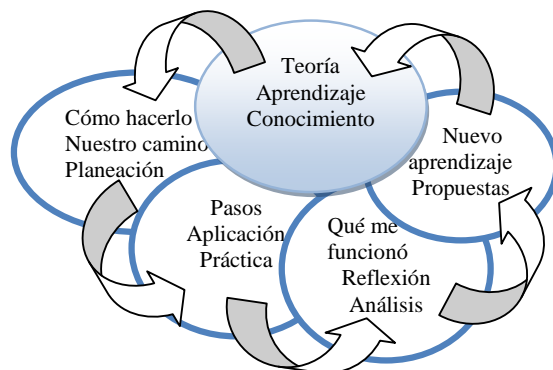 Teoría
Aprendizaje
Conocimiento
Cómo hacerlo
Nuestro camino
Planeación
Pasos
Aplicación
Práctica
Qué me
funcionó
Reflexión
Análisis
Nuevo
aprendizaje
Propuestas